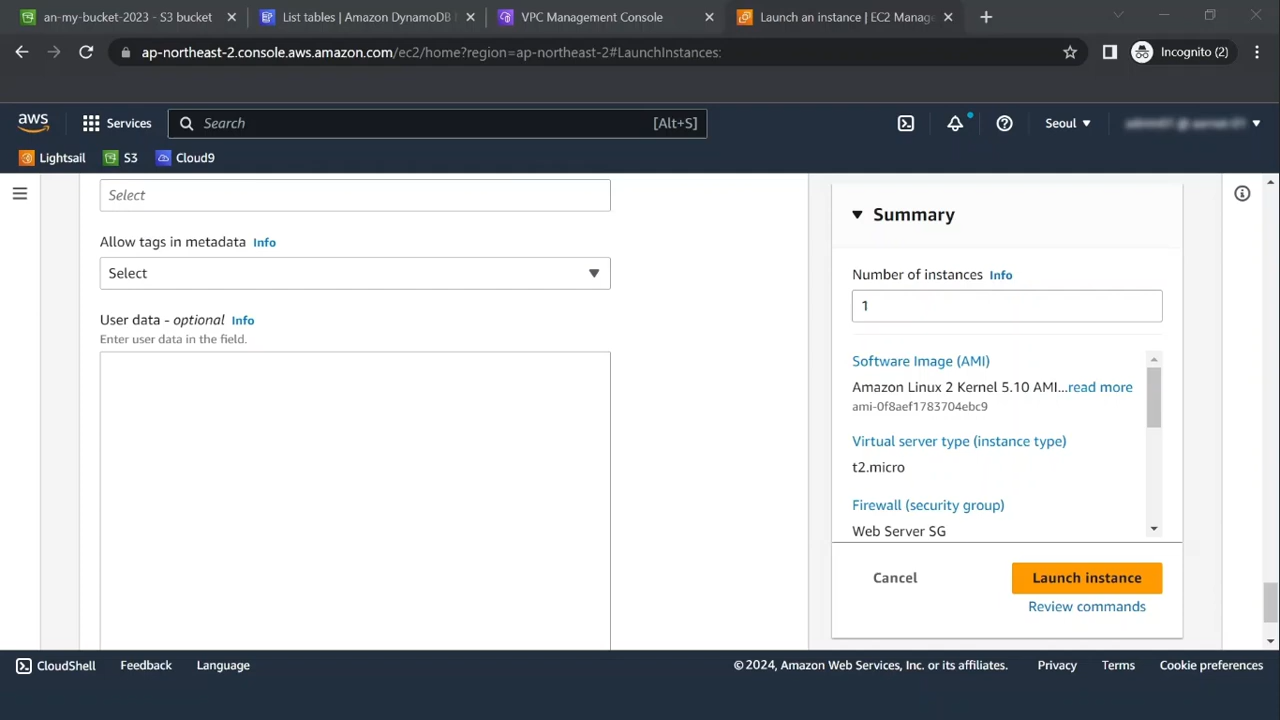 an-my-bucket-2023 - S3 bucket
List tables | Amazon DynamoDB
VPC Management Console
Launch an instance | EC2 Manag
ap-northeast-2.console.aws.amazon.com/ec2/home?region=ap-northeast-2#LaunchInstances:
Incognito (2)
aws
Services
Search
[Alt+S]
Seoul
Lightsail
S3
Cloud9
Select
Allow tags in metadata Info
Select
User data - optional Info
Enter user data in the field.
Summary
Number of instances Info
1
Software Image (AMI)
Amazon Linux 2 Kernel 5.10 AMI...read more
ami-0f8aef1783704ebc9
Virtual server type (instance type)
t2.micro
Firewall (security group)
Web Server SG
Cancel
Launch instance
Review commands
CloudShell
Feedback
Language
© 2024, Amazon Web Services, Inc. or its affiliates.
Privacy
Terms
Cookie preferences